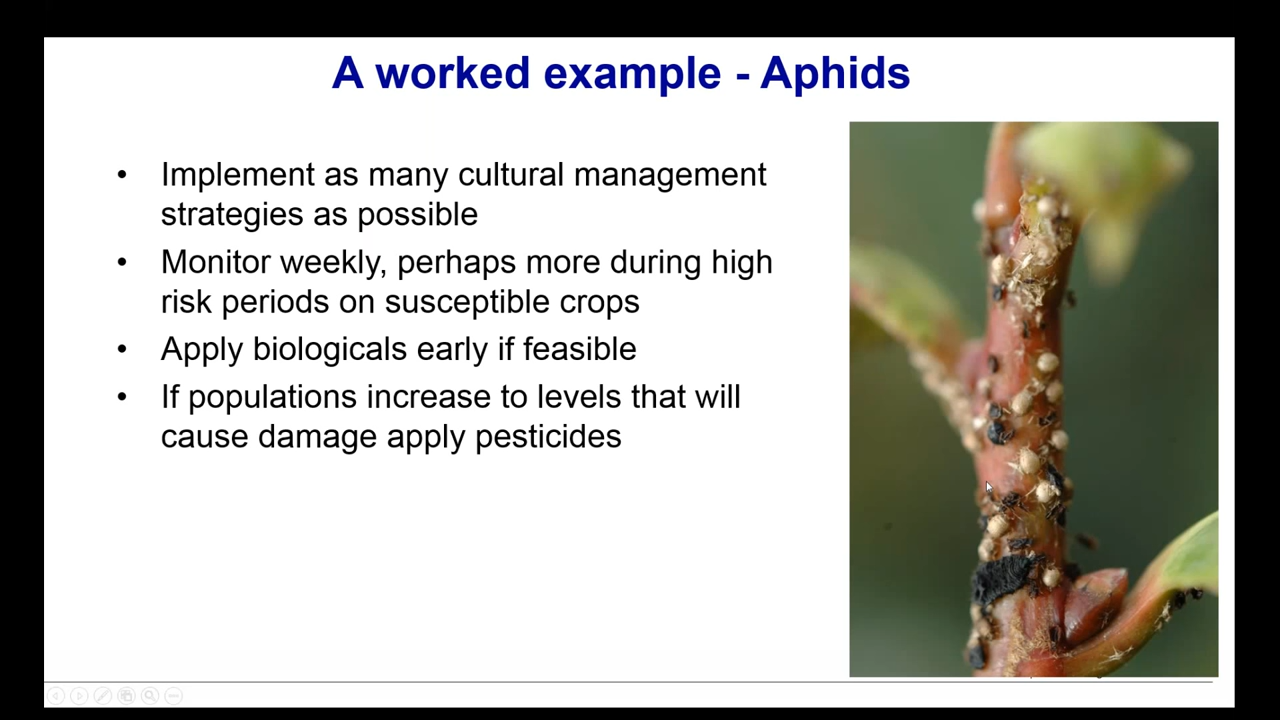 A worked example - Aphids
• Implement as many cultural management
strategies as possible
• Monitor weekly, perhaps more during high
risk periods on susceptible crops
• Apply biologicals early if feasible
• If populations increase to levels that will
cause damage apply pesticides